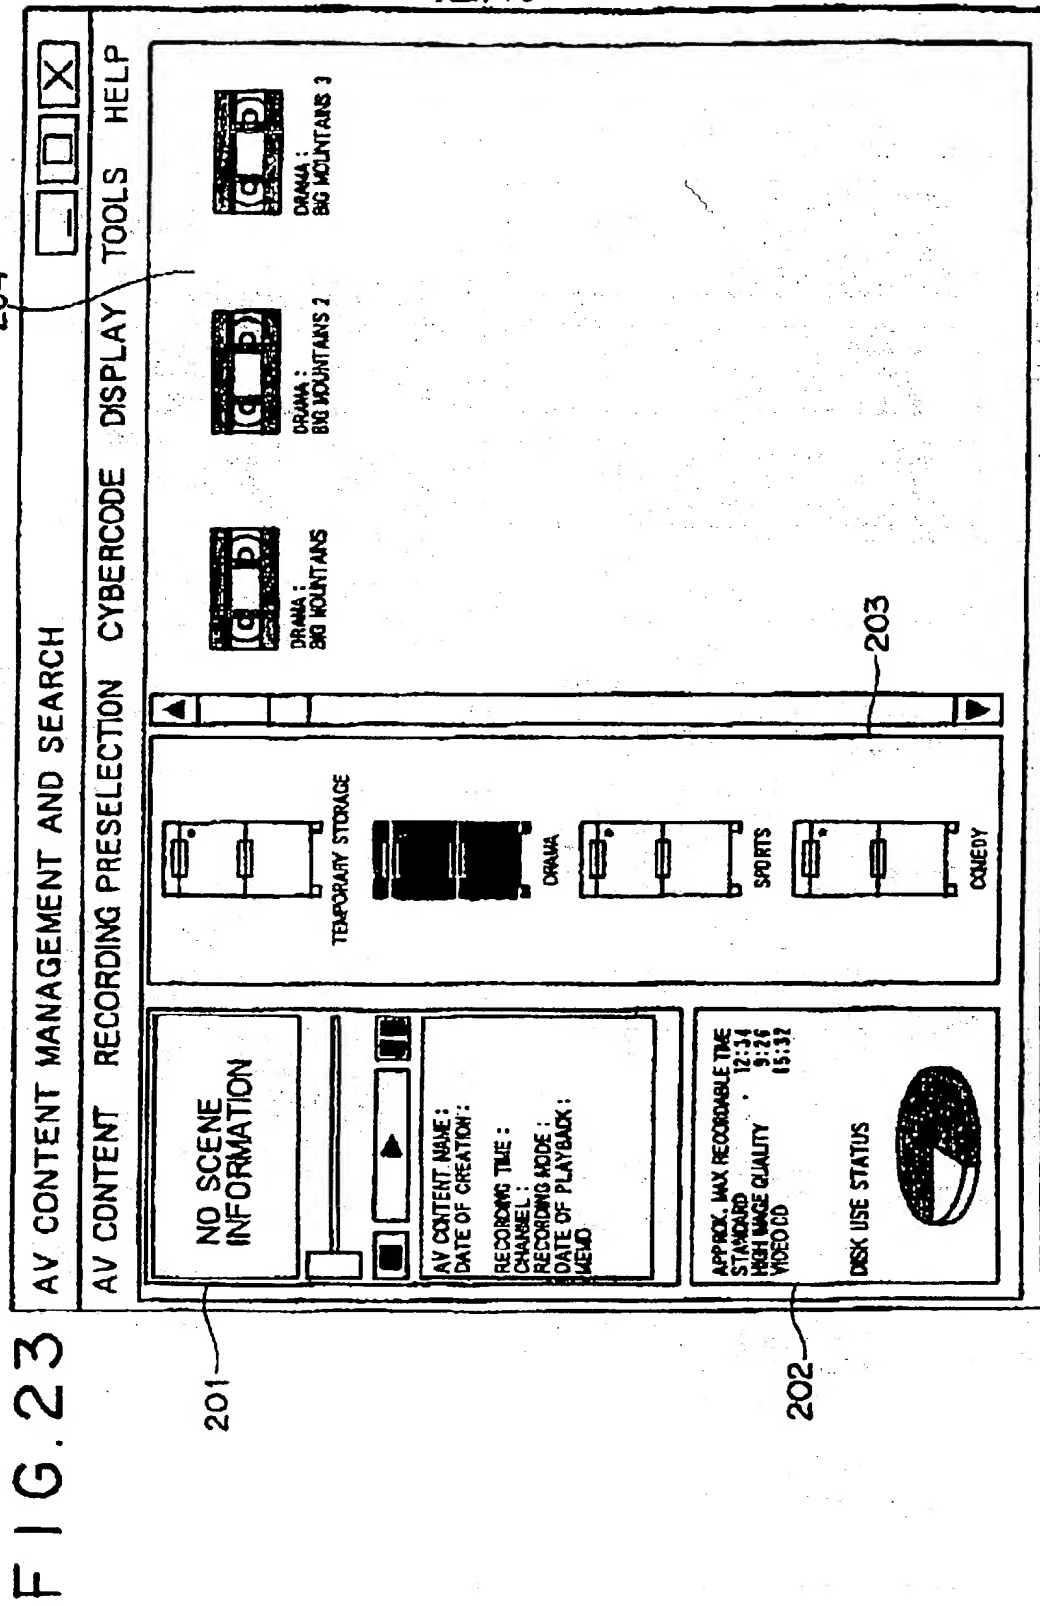 FIG.23
AV CONTENT MANAGEMENT AND SEARCH
AV CONTENT RECORDING PRESELECTION CYBERCODE DISPLAY TOOLS HELP
201
NO SCENE
INFORMATION
AV CONTENT NAME:
DATE OF CREATION:
RECORDING TIME:
CHANNEL:
RECORDING MODE:
DATE OF PLAYBACK:
MEMO
202
APPROX. MAX RECORDABLE TIME
STANDARD 12:34
HIGH IMAGE QUALITY 9:26
VIDEO CD 15:32
DISK USE STATUS
203
TEMPORARY STORAGE
DRAMA
SPORTS
COMEDY
DRAMA:
BIG MOUNTAINS
DRAMA:
BIG MOUNTAINS 2
DRAMA:
BIG MOUNTAINS 3